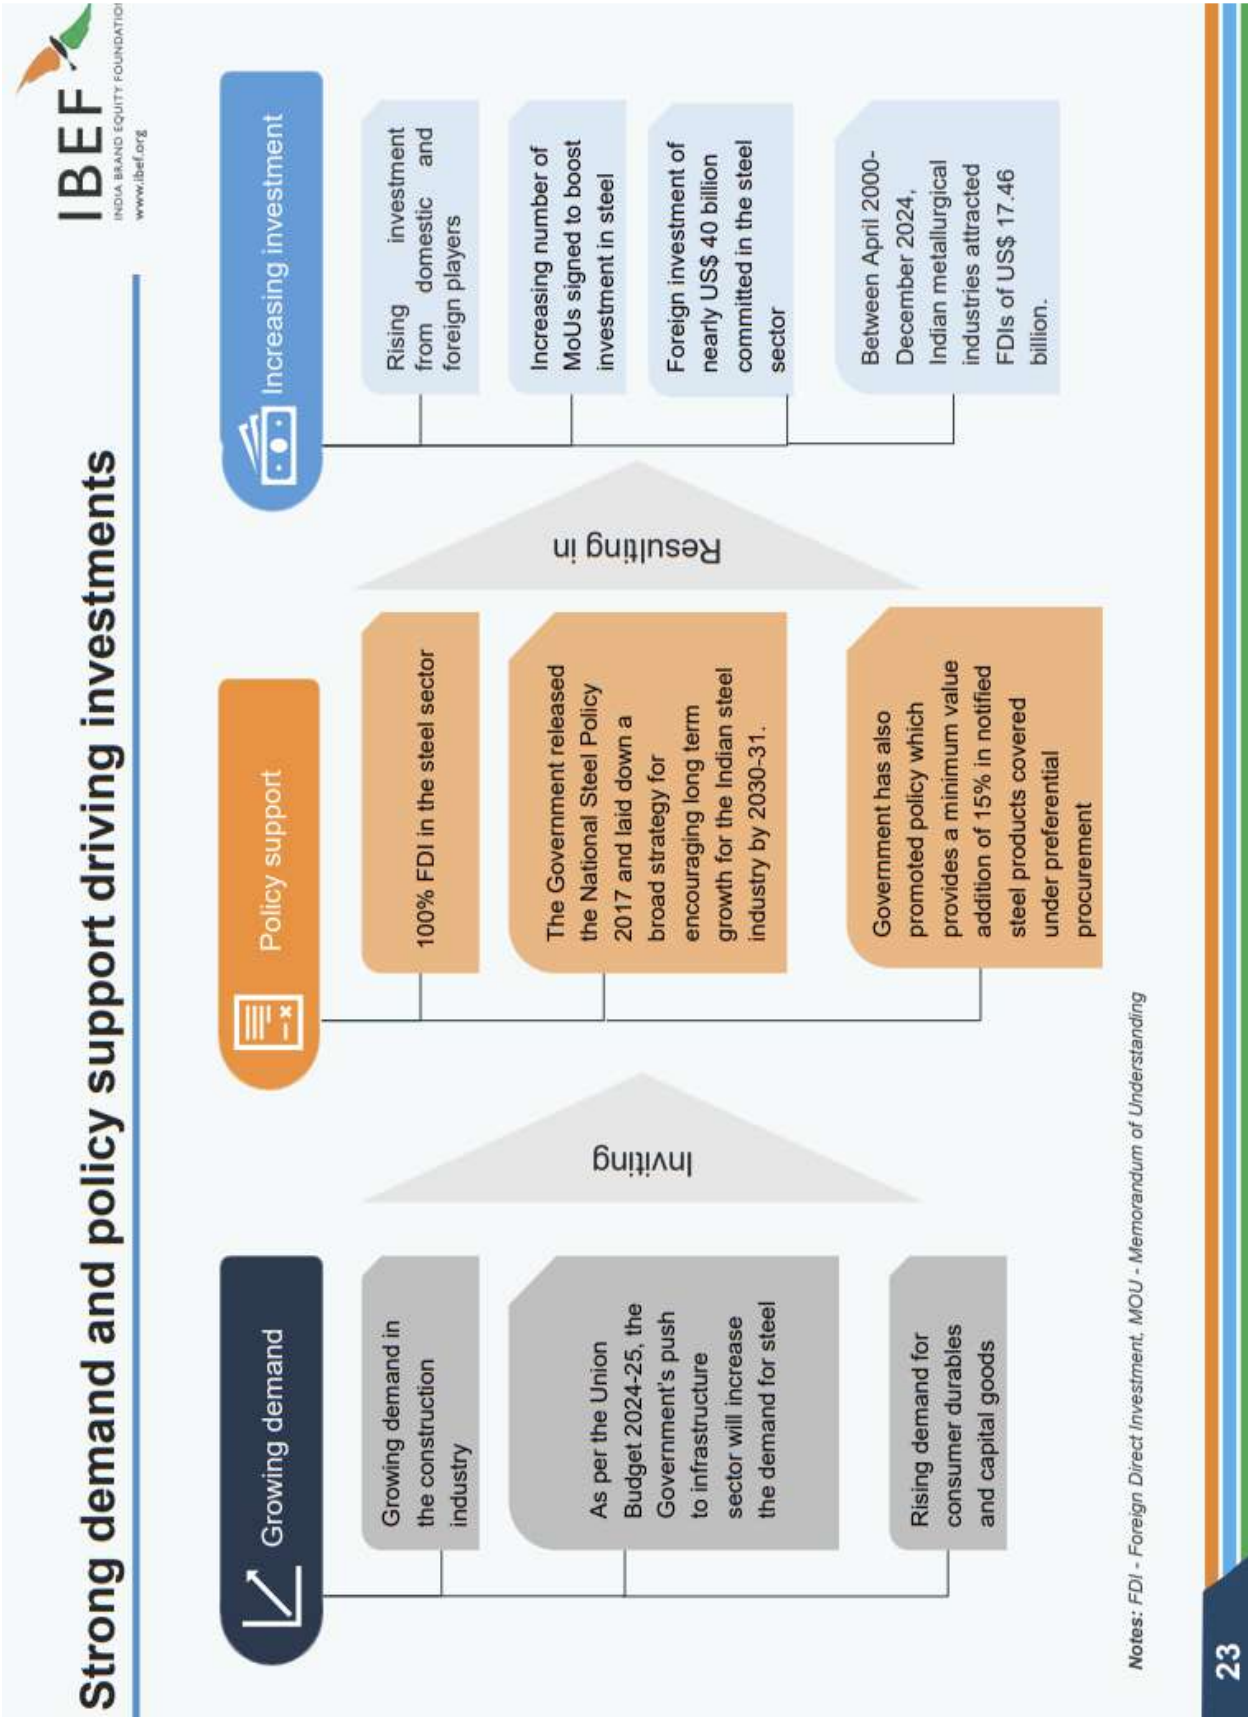 Strong demand and policy support driving investments
IBEF
INDIA BRAND EQUITY FOUNDATION
www.ibef.org
Growing demand
Growing demand in
the construction
industry
As per the Union
Budget 2024-25, the
Government's push
to infrastructure
sector will increase
the demand for steel
Rising demand for
consumer durables
and capital goods
Inviting
Policy support
100% FDI in the steel sector
The Government released
the National Steel Policy
2017 and laid down a
broad strategy for
encouraging long term
growth for the Indian steel
industry by 2030-31.
Government has also
promoted policy which
provides a minimum value
addition of 15% in notified
steel products covered
under preferential
procurement
Resulting in
Increasing investment
Rising investment
from domestic and
foreign players
Increasing number of
MoUs signed to boost
investment in steel
Foreign investment of
nearly US$ 40 billion
committed in the steel
sector
Between April 2000-
December 2024,
Indian metallurgical
industries attracted
FDIs of US$ 17.46
billion.
Notes: FDI - Foreign Direct Investment, MOU - Memorandum of Understanding
23